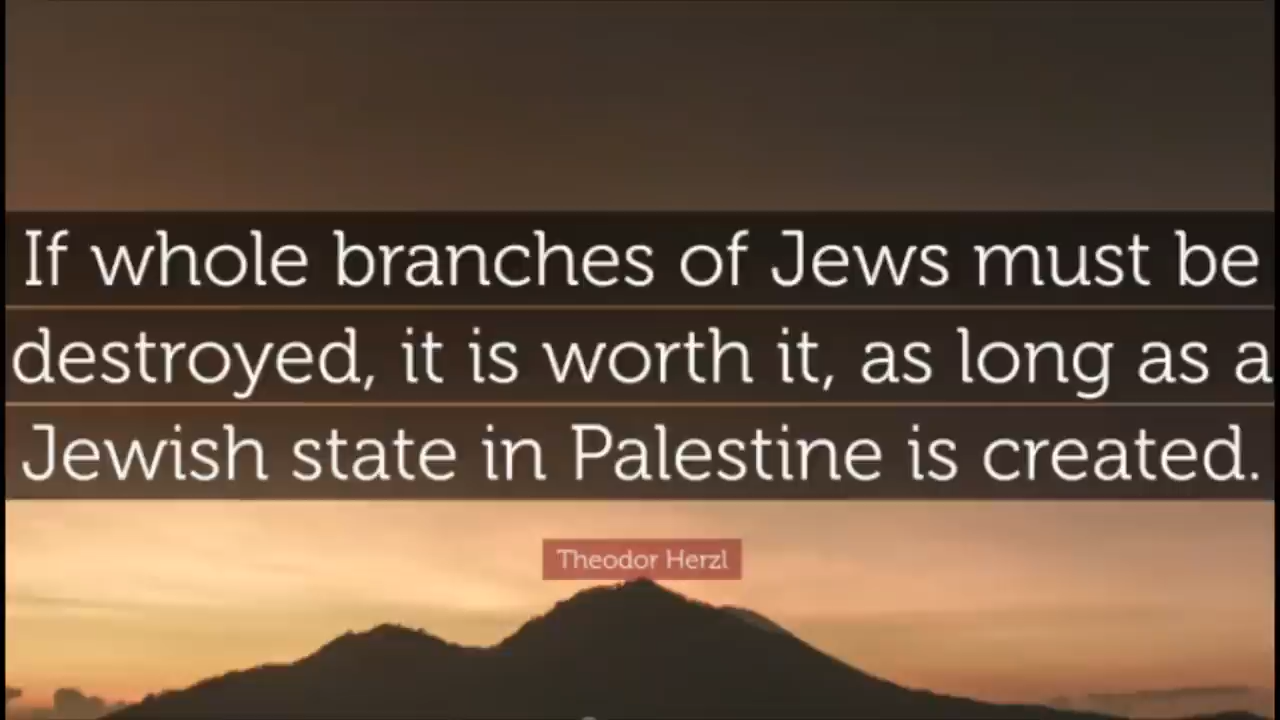 If whole branches of Jews must be
destroyed, it is worth it, as long as a
Jewish state in Palestine is created.
Theodor Herzl